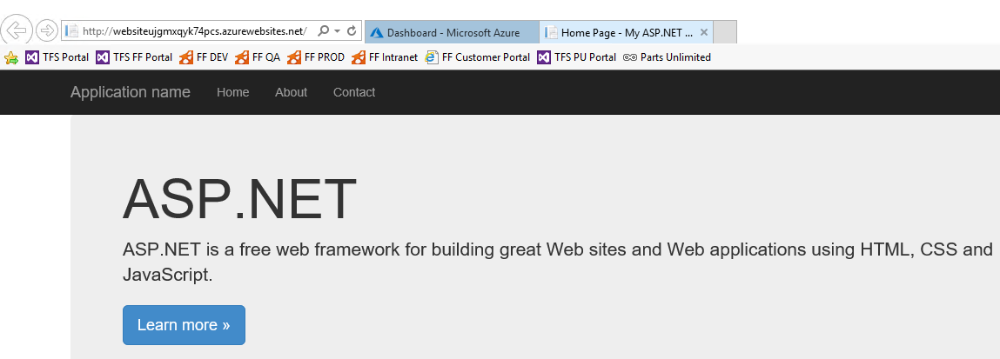 http://websiteujgmxqyk74pcs.azurewebsites.net/ Dashboard - Microsoft Azure Home Page - My ASP.NET ...
TFS Portal TFS FF Portal FF DEV FF QA FF PROD FF Intranet FF Customer Portal TFS PU Portal Parts Unlimited
Application name Home About Contact
ASP.NET
ASP.NET is a free web framework for building great Web sites and Web applications using HTML, CSS and
JavaScript.
Learn more »